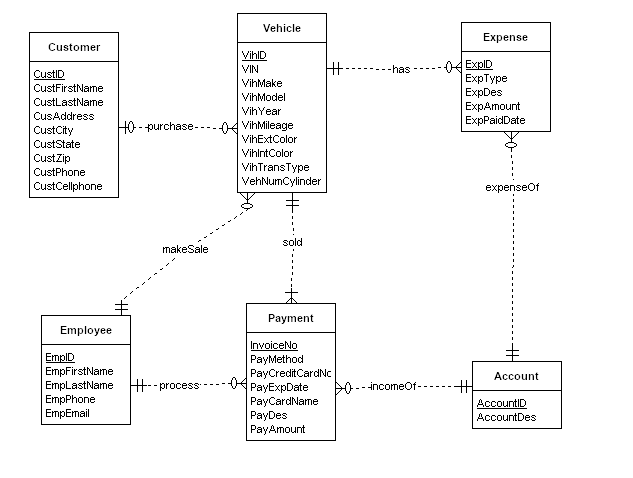 Customer
CustID
CustFirstName
CustLastName
CusAddress
CustCity
CustState
CustZip
CustPhone
CustCellphone
purchase
Vehicle
VihID
VIN
VihMake
VihModel
VihYear
VihMileage
VihExtColor
VihIntColor
VihTransType
VehNumCylinder
has
Expense
ExpID
ExpType
ExpDes
ExpAmount
ExpPaidDate
makeSale
sold
expenseOf
Employee
EmpID
EmpFirstName
EmpLastName
EmpPhone
EmpEmail
process
Payment
InvoiceNo
PayMethod
PayCreditCardNo
PayExpDate
PayCardName
PayDes
PayAmount
incomeOf
Account
AccountID
AccountDes